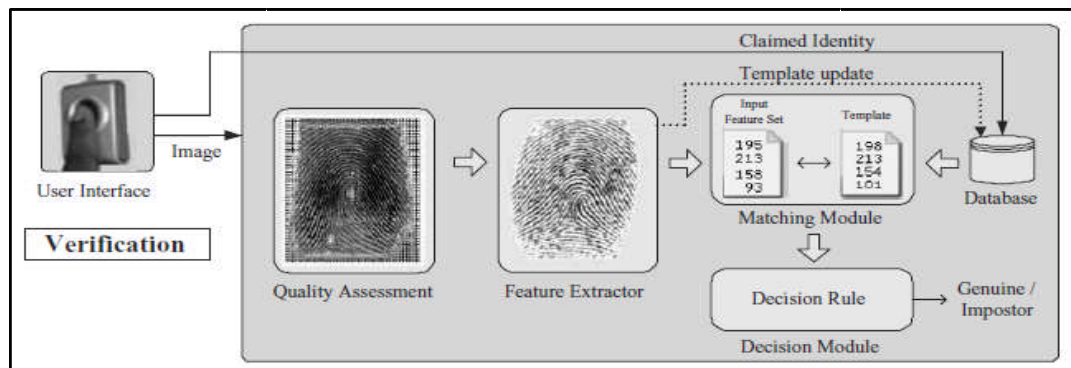 Claimed Identity
Template update
Image
User Interface
Verification
Quality Assessment
Feature Extractor
Input
Feature Set
195
213
158
93
Template
198
213
154
101
Matching Module
Database
Decision Rule
Genuine /
Impostor
Decision Module